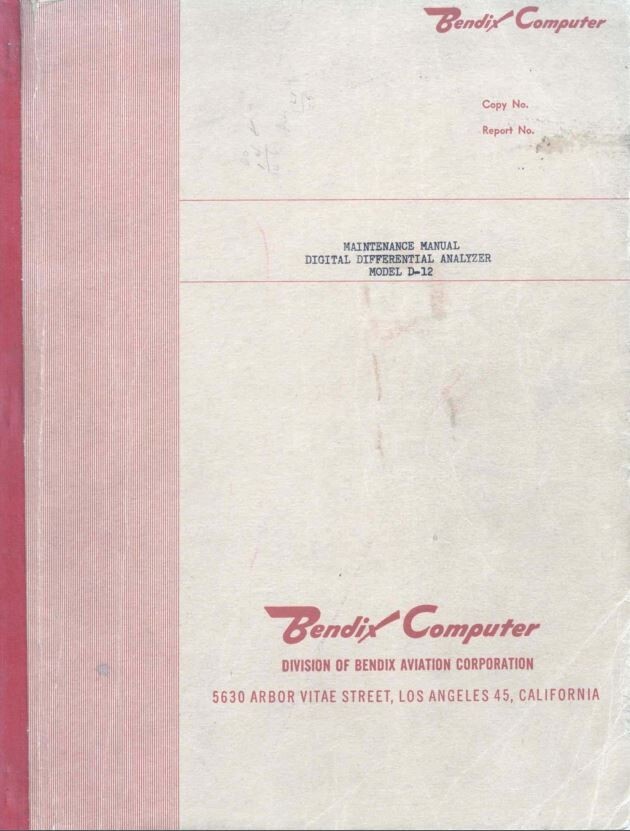 Bendix Computer
Copy No.
Report No.
MAINTENANCE MANUAL
DIGITAL DIFFERENTIAL ANALYZER
MODEL D-12
Bendix Computer
DIVISION OF BENDIX AVIATION CORPORATION
5630 ARBOR VITAE STREET, LOS ANGELES 45, CALIFORNIA